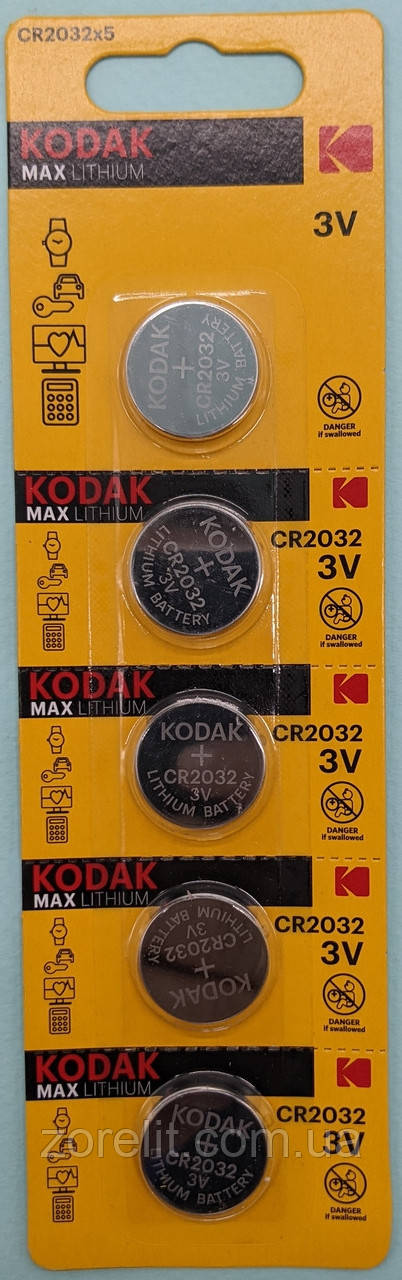 CR2032x5
KODAK
MAX LITHIUM
3V
KODAK
CR2032
3V
LITHIUM BATTERY
DANGER
if swallowed
KODAK
MAX LITHIUM
KODAK
CR2032
3V
LITHIUM BATTERY
CR2032
3V
DANGER
if swallowed
KODAK
MAX LITHIUM
KODAK
CR2032
3V
LITHIUM BATTERY
CR2032
3V
DANGER
if swallowed
KODAK
MAX LITHIUM
KODAK
CR2032
3V
LITHIUM BATTERY
CR2032
3V
DANGER
if swallowed
KODAK
MAX LITHIUM
KODAK
CR2032
3V
LITHIUM BATTERY
CR2032
3V
DANGER
if swallowed
zorelit.com.ua